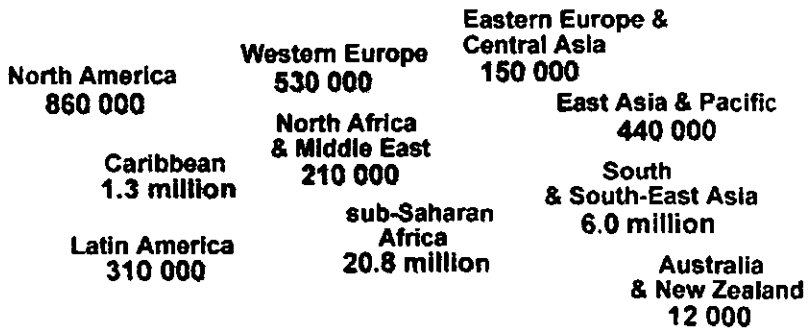 North America
860 000
Western Europe
530 000
Eastern Europe &
Central Asia
150 000
East Asia & Pacific
440 000
North Africa
& Middle East
210 000
Caribbean
1.3 million
South
& South-East Asia
6.0 million
sub-Saharan
Africa
20.8 million
Latin America
310 000
Australia
& New Zealand
12 000